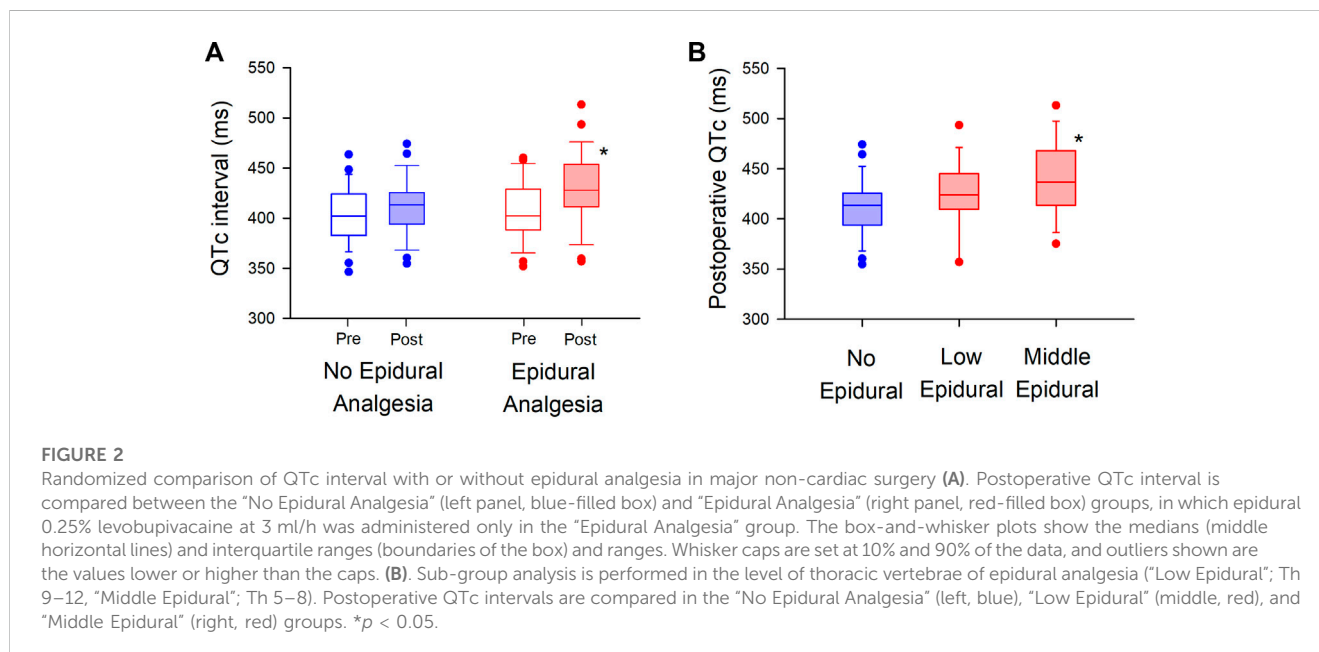 A
B
QTc interval (ms)
550
500
450
400
350
300
*
Pre Post Pre Post
No Epidural Analgesia
Epidural Analgesia
Postoperative QTc (ms)
550
500
450
400
350
300
*
No Epidural
Low Epidural
Middle Epidural
FIGURE 2
Randomized comparison of QTc interval with or without epidural analgesia in major non-cardiac surgery (A). Postoperative QTc interval is
compared between the “No Epidural Analgesia” (left panel, blue-filled box) and “Epidural Analgesia” (right panel, red-filled box) groups, in which epidural
0.25% levobupivacaine at 3 ml/h was administered only in the “Epidural Analgesia” group. The box-and-whisker plots show the medians (middle
horizontal lines) and interquartile ranges (boundaries of the box) and ranges. Whisker caps are set at 10% and 90% of the data, and outliers shown are
the values lower or higher than the caps. (B). Sub-group analysis is performed in the level of thoracic vertebrae of epidural analgesia (“Low Epidural”; Th
9–12, “Middle Epidural”; Th 5–8). Postoperative QTc intervals are compared in the “No Epidural Analgesia” (left, blue), “Low Epidural” (middle, red), and
“Middle Epidural” (right, red) groups. *p < 0.05.